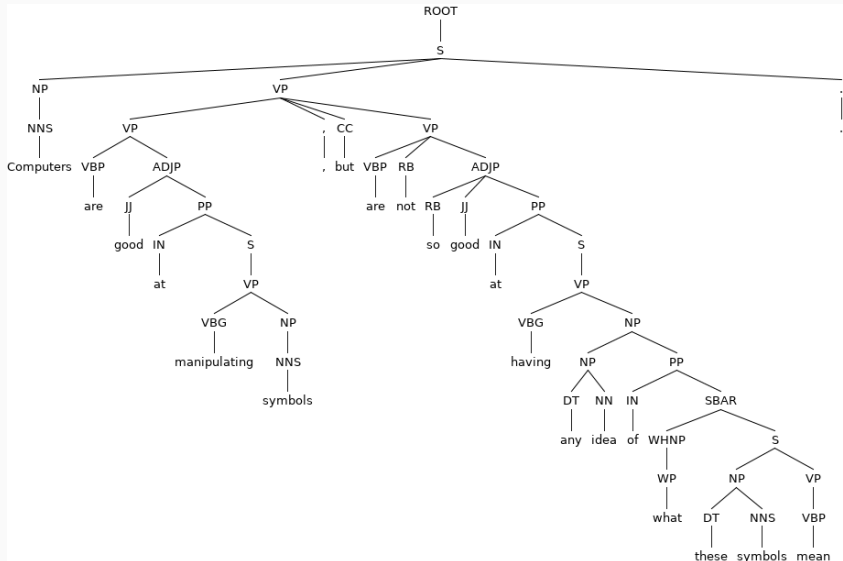 ROOT
S
NP VP .
NNS VP , CC VP .
Computers VBP ADJP , but VBP RB ADJP
are JJ PP are not RB JJ PP
good IN S so good IN S
at VP at VP
VBG NP VBG NP
manipulating NNS having NP PP
symbols DT NN IN SBAR
any idea of WHNP S
WP NP VP
what DT NNS VBP
these symbols mean